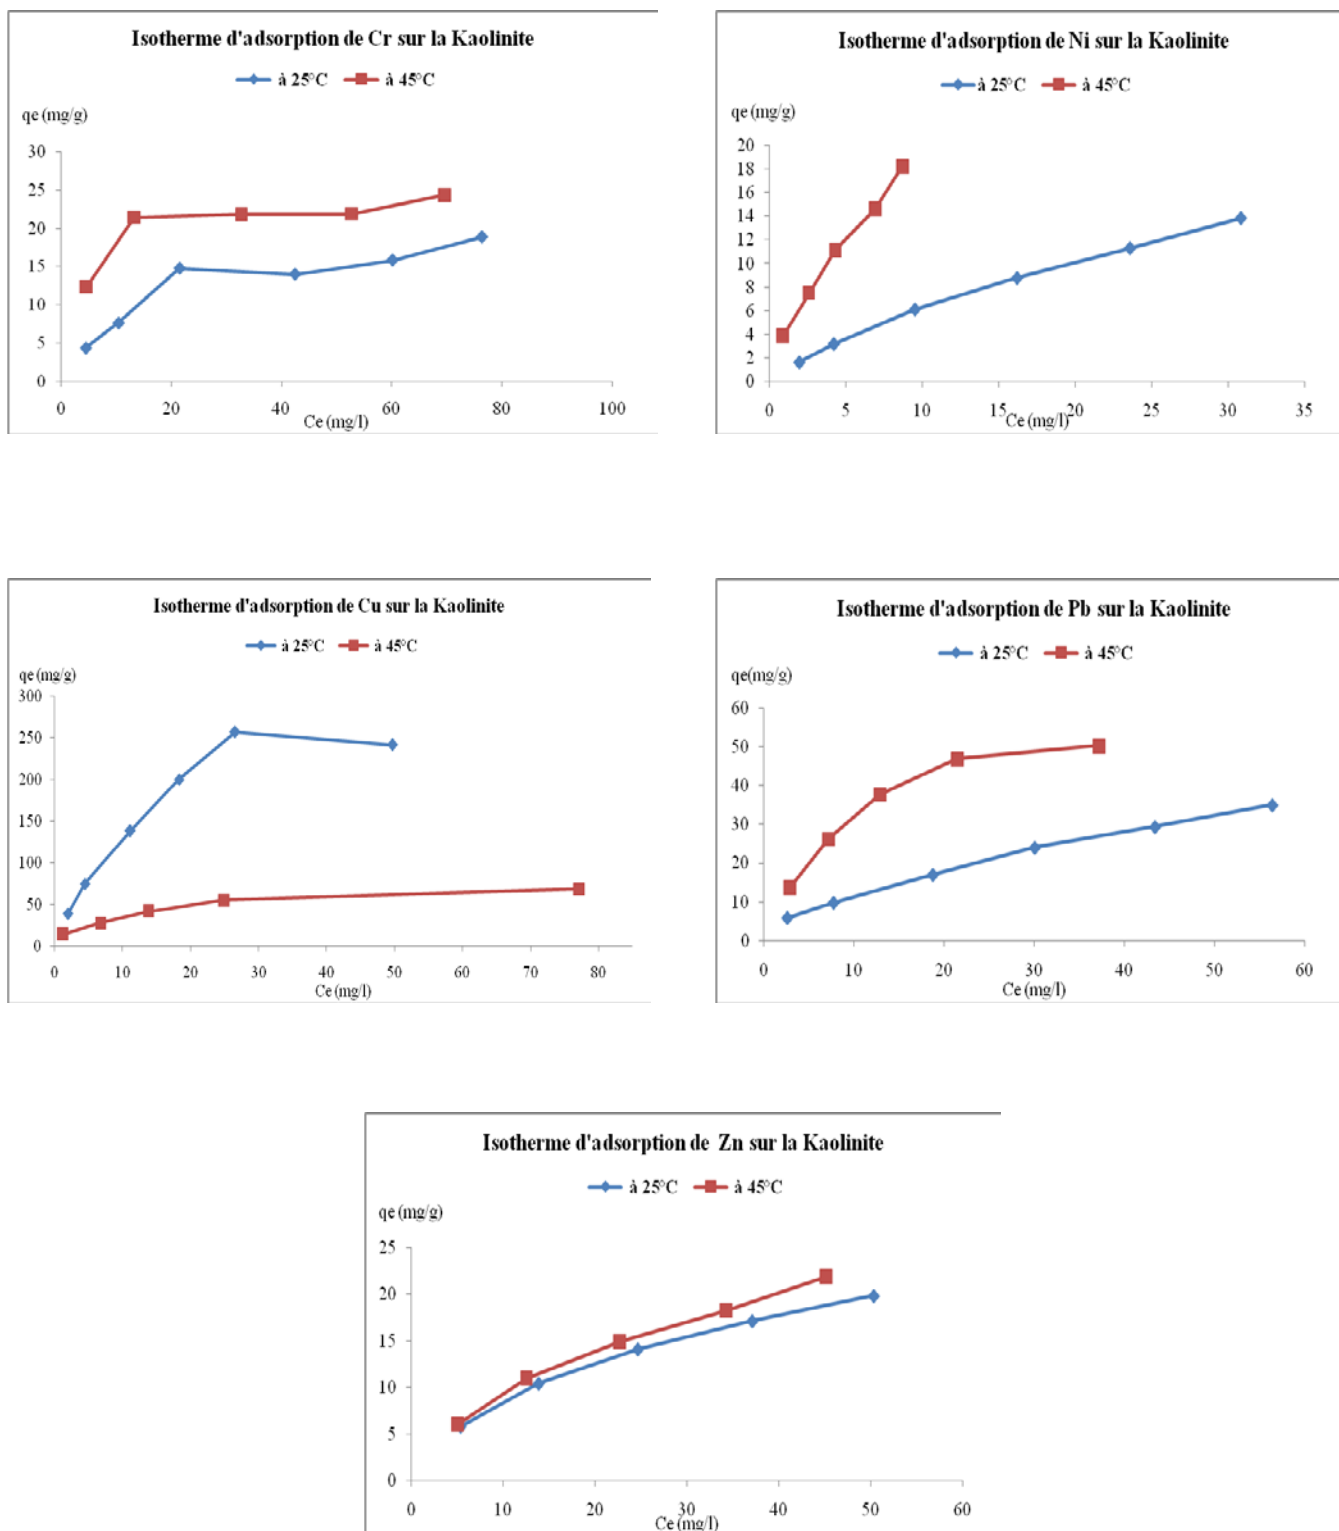 Isotherme d'adsorption de Cr sur la Kaolinite
à 25°C à 45°C
qe (mg/g)
30
25
20
15
10
5
0
0 20 40 60 80 100
Ce (mg/l)
Isotherme d'adsorption de Ni sur la Kaolinite
à 25°C à 45°C
qe (mg/g)
20
18
16
14
12
10
8
6
4
2
0
0 5 10 15 20 25 30 35
Ce (mg/l)
Isotherme d'adsorption de Cu sur la Kaolinite
à 25°C à 45°C
qe (mg/g)
300
250
200
150
100
50
0
0 10 20 30 40 50 60 70 80
Ce (mg/l)
Isotherme d'adsorption de Pb sur la Kaolinite
à 25°C à 45°C
qe(mg/g)
60
50
40
30
20
10
0
0 10 20 30 40 50 60
Ce (mg/l)
Isotherme d'adsorption de Zn sur la Kaolinite
à 25°C à 45°C
qe (mg/g)
25
20
15
10
5
0
0 10 20 30 40 50 60
Ce (mg/l)